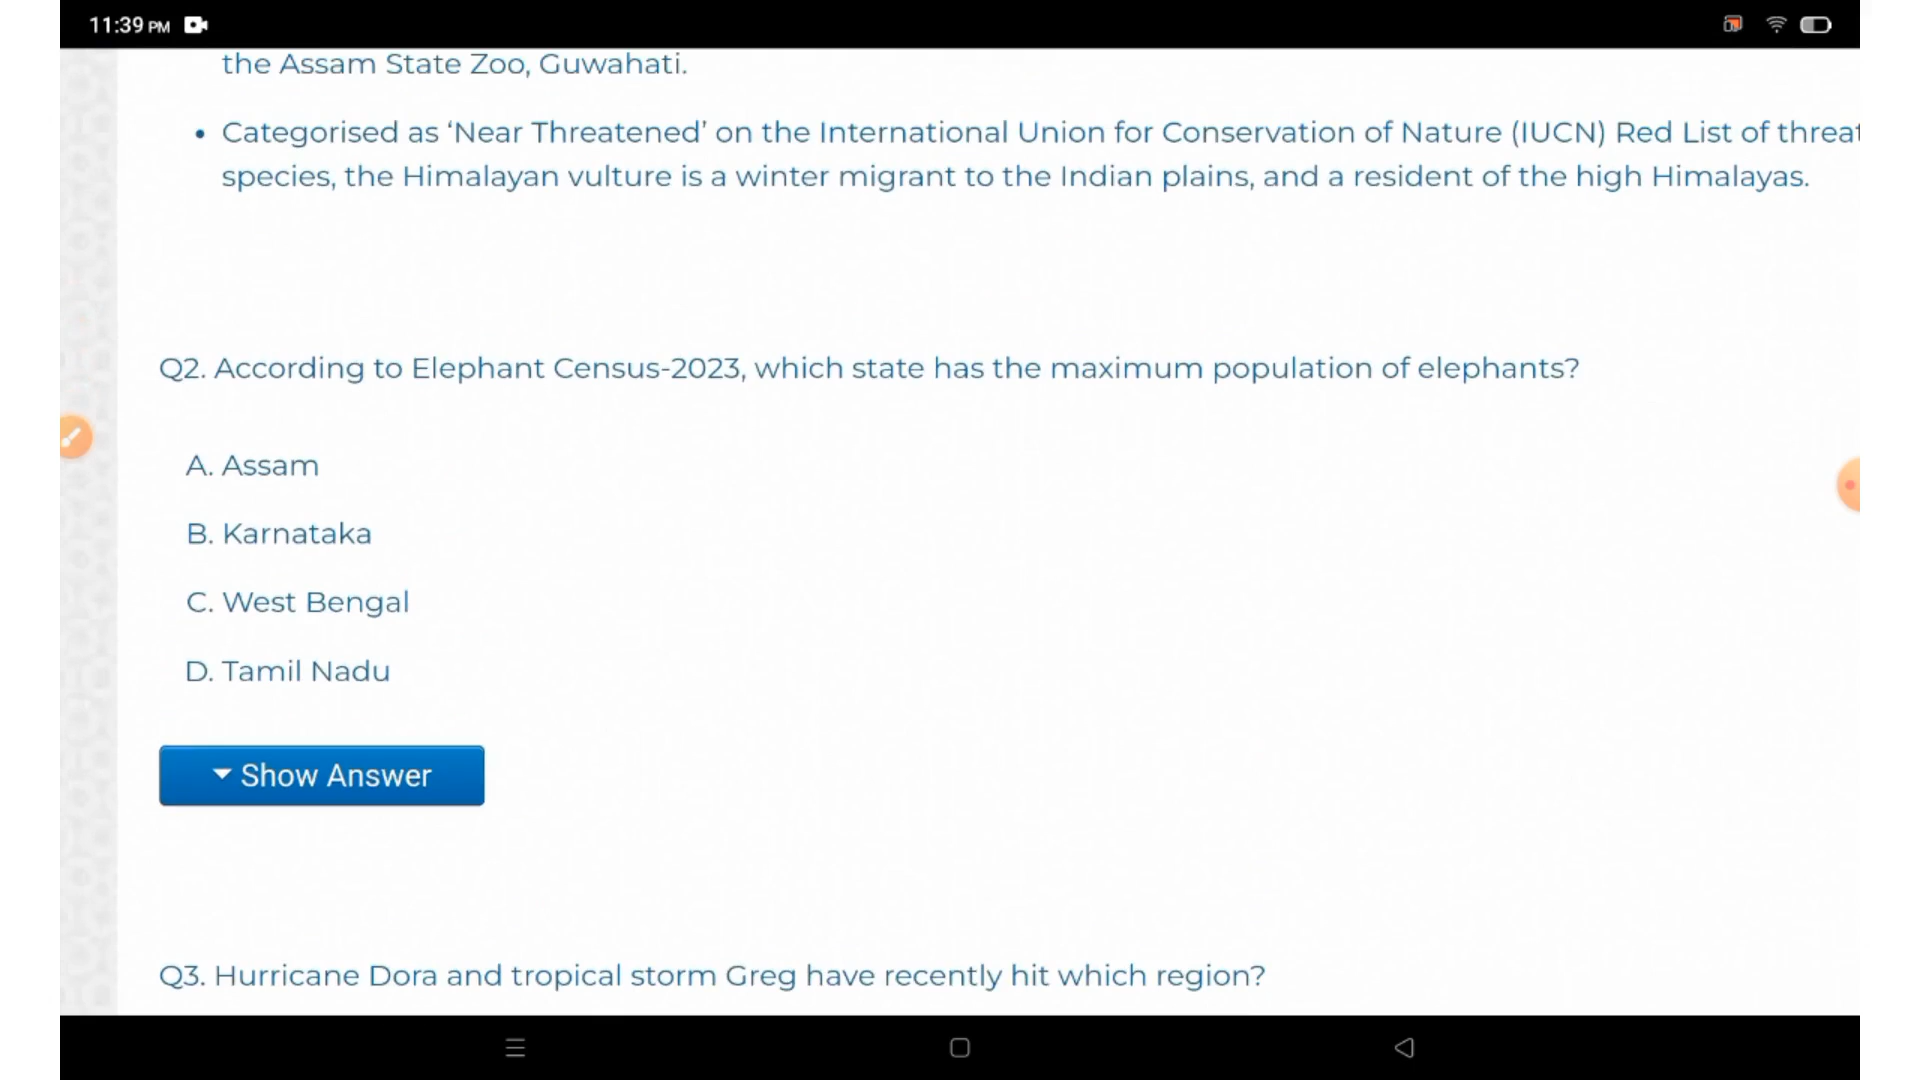 11:39 PM
the Assam State Zoo, Guwahati.
• Categorised as ‘Near Threatened’ on the International Union for Conservation of Nature (IUCN) Red List of threat
species, the Himalayan vulture is a winter migrant to the Indian plains, and a resident of the high Himalayas.
Q2. According to Elephant Census-2023, which state has the maximum population of elephants?
A. Assam
B. Karnataka
C. West Bengal
D. Tamil Nadu
Show Answer
Q3. Hurricane Dora and tropical storm Greg have recently hit which region?